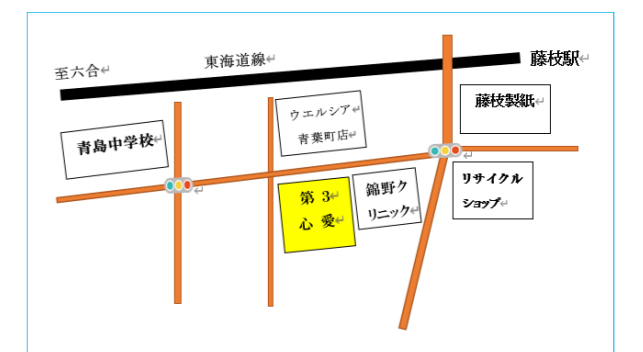 東海道線
藤枝駅
至六合
ウエルシア
青葉町店
藤枝製紙
青島中学校
第 3
心 愛
錦野ク
リニック
リサイクル
ショップ